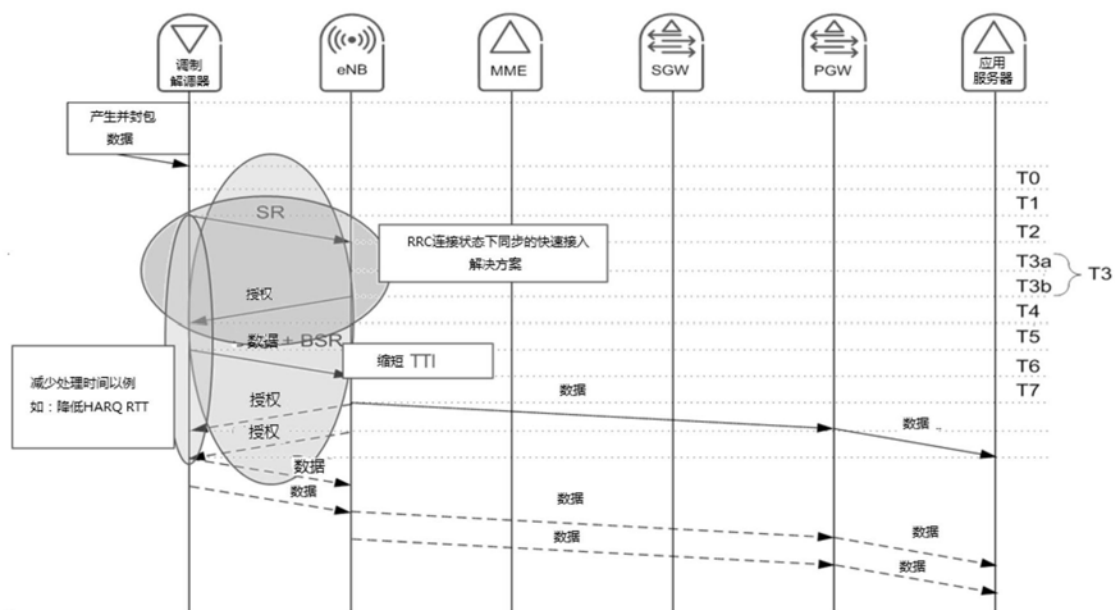 调制
解调器
eNB
MME
SGW
PGW
应用
服务器
产生并封包
数据
T0
T1
SR
T2
RRC连接状态下同步的快速接入
解决方案
T3a
T3
T3b
授权
T4
数据 + BSR
T5
缩短 TTI
T6
减少处理时间以例
如：降低HARQ RTT
T7
数据
授权
数据
授权
数据
数据
数据
数据
数据
数据